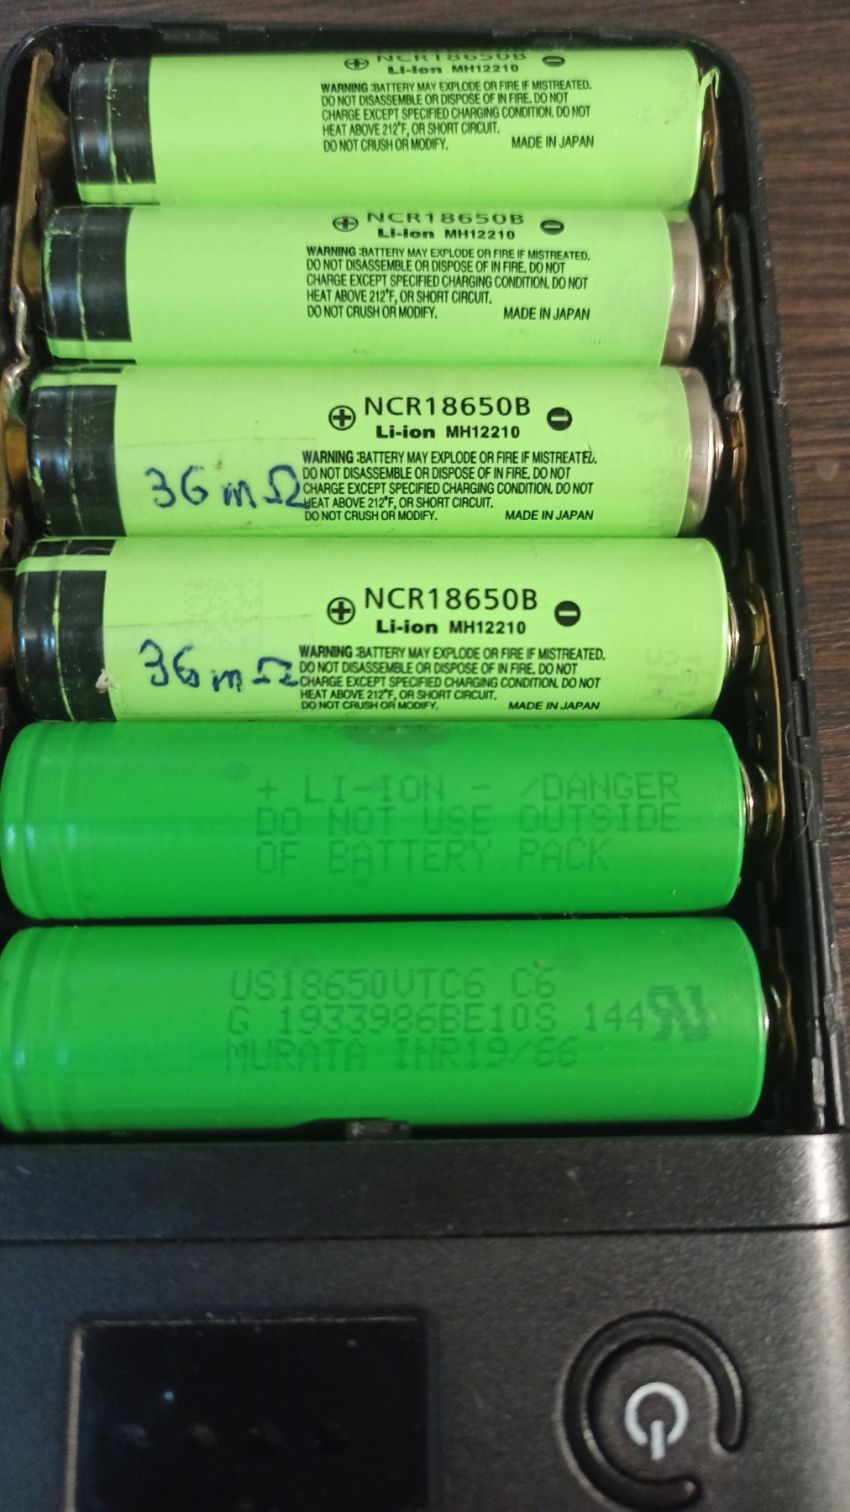 ⊕ NCR18650B ⊖
Li-ion MH12210
WARNING :BATTERY MAY EXPLODE OR FIRE IF MISTREATED.
DO NOT DISASSEMBLE OR DISPOSE OF IN FIRE. DO NOT
CHARGE EXCEPT SPECIFIED CHARGING CONDITION. DO NOT
HEAT ABOVE 212°F, OR SHORT CIRCUIT.
DO NOT CRUSH OR MODIFY. MADE IN JAPAN
⊕ NCR18650B ⊖
Li-ion MH12210
WARNING :BATTERY MAY EXPLODE OR FIRE IF MISTREATED.
DO NOT DISASSEMBLE OR DISPOSE OF IN FIRE. DO NOT
CHARGE EXCEPT SPECIFIED CHARGING CONDITION. DO NOT
HEAT ABOVE 212°F, OR SHORT CIRCUIT.
DO NOT CRUSH OR MODIFY. MADE IN JAPAN
⊕ NCR18650B ⊖
Li-ion MH12210
WARNING :BATTERY MAY EXPLODE OR FIRE IF MISTREATED.
DO NOT DISASSEMBLE OR DISPOSE OF IN FIRE. DO NOT
CHARGE EXCEPT SPECIFIED CHARGING CONDITION. DO NOT
HEAT ABOVE 212°F, OR SHORT CIRCUIT.
DO NOT CRUSH OR MODIFY. MADE IN JAPAN
36 mΩ
⊕ NCR18650B ⊖
Li-ion MH12210
WARNING :BATTERY MAY EXPLODE OR FIRE IF MISTREATED.
DO NOT DISASSEMBLE OR DISPOSE OF IN FIRE. DO NOT
CHARGE EXCEPT SPECIFIED CHARGING CONDITION. DO NOT
HEAT ABOVE 212°F, OR SHORT CIRCUIT.
DO NOT CRUSH OR MODIFY. MADE IN JAPAN
36 mΩ
+ LI-ION - /DANGER
DO NOT USE OUTSIDE
OF BATTERY PACK
US18650VTC6 C6
G 1933986BE10S 144
MURATA INR19/66